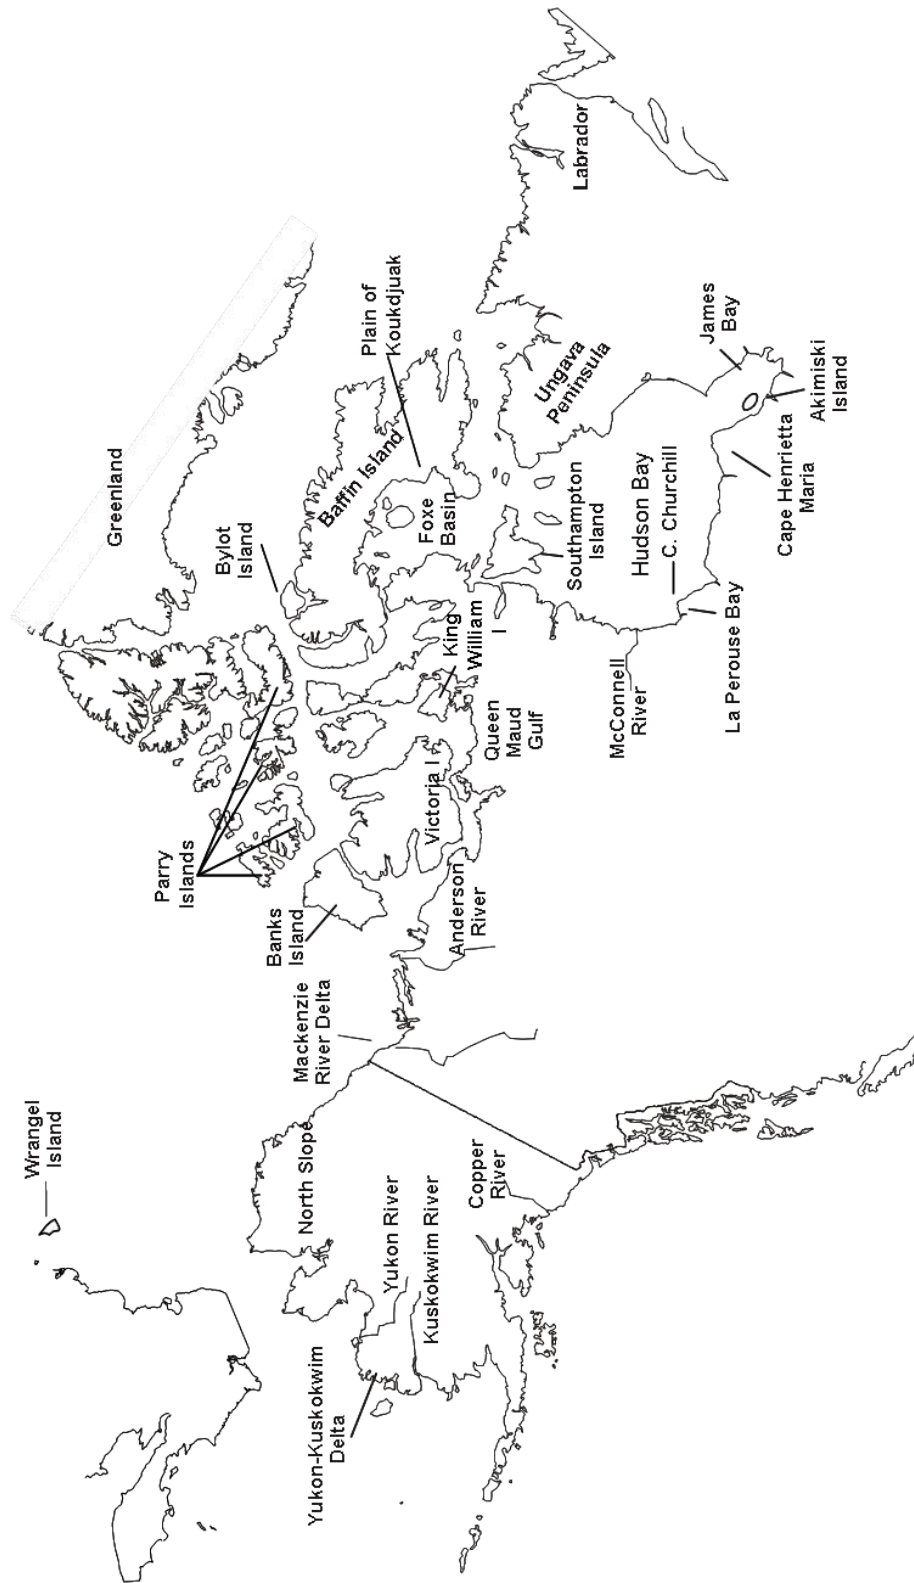 Wrangel
Island
Greenland
Parry
Islands
Bylot
Island
Banks
Island
Mackenzie
River Delta
North Slope
Baffin Island
Plain of
Koukdjuak
Foxe
Basin
Yukon-Kuskokwim
Delta
Yukon River
Kuskokwim River
Copper
River
Anderson
River
Victoria I
King
William
I
Queen
Maud
Gulf
Southampton
Island
Ungava
Peninsula
Labrador
Hudson Bay
C. Churchill
McConnell
River
La Perouse Bay
Cape Henrietta
Maria
Akimiski
Island
James
Bay